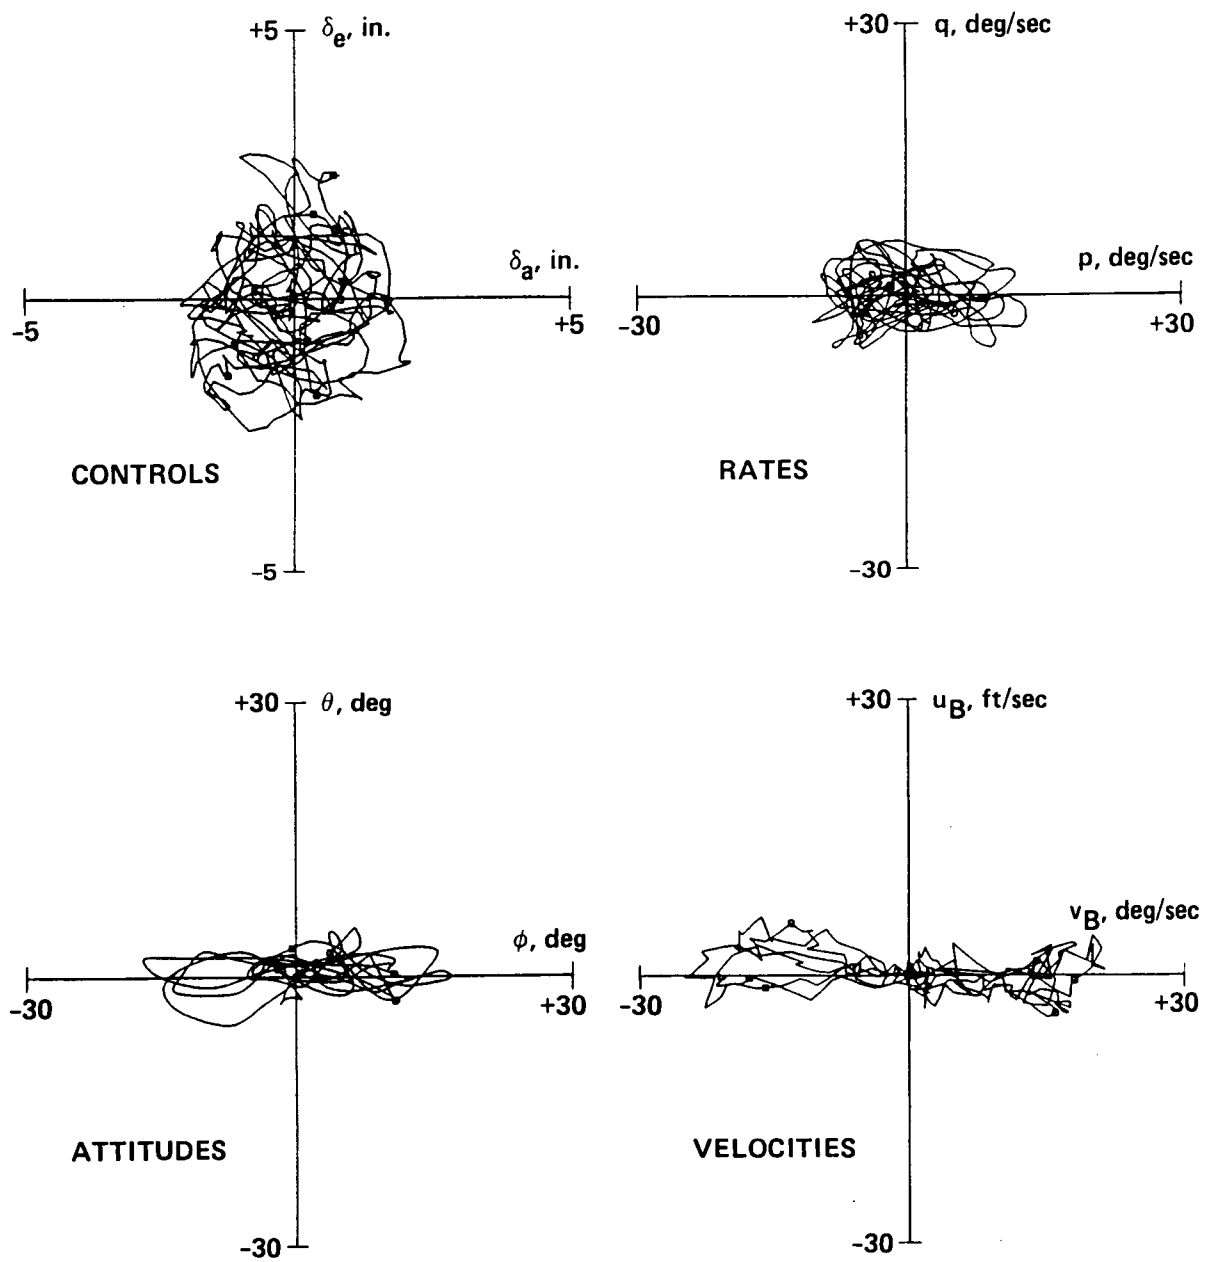 +5 δe, in.
δa, in.
-5 +5
-5
CONTROLS
+30 q, deg/sec
p, deg/sec
-30 +30
-30
RATES
+30 θ, deg
ϕ, deg
-30 +30
-30
ATTITUDES
+30 uB, ft/sec
vB, deg/sec
-30 +30
-30
VELOCITIES